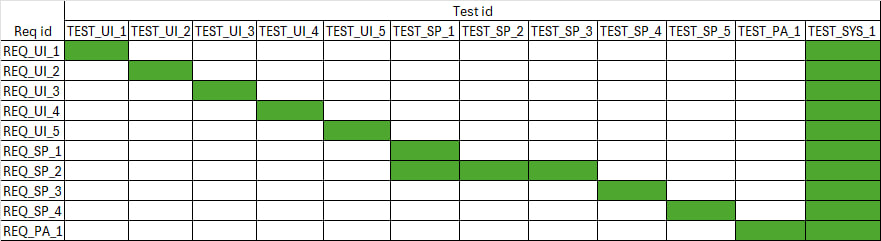 Test id
Req id TEST_UI_1 TEST_UI_2 TEST_UI_3 TEST_UI_4 TEST_UI_5 TEST_SP_1 TEST_SP_2 TEST_SP_3 TEST_SP_4 TEST_SP_5 TEST_PA_1 TEST_SYS_1
REQ_UI_1
REQ_UI_2
REQ_UI_3
REQ_UI_4
REQ_UI_5
REQ_SP_1
REQ_SP_2
REQ_SP_3
REQ_SP_4
REQ_PA_1